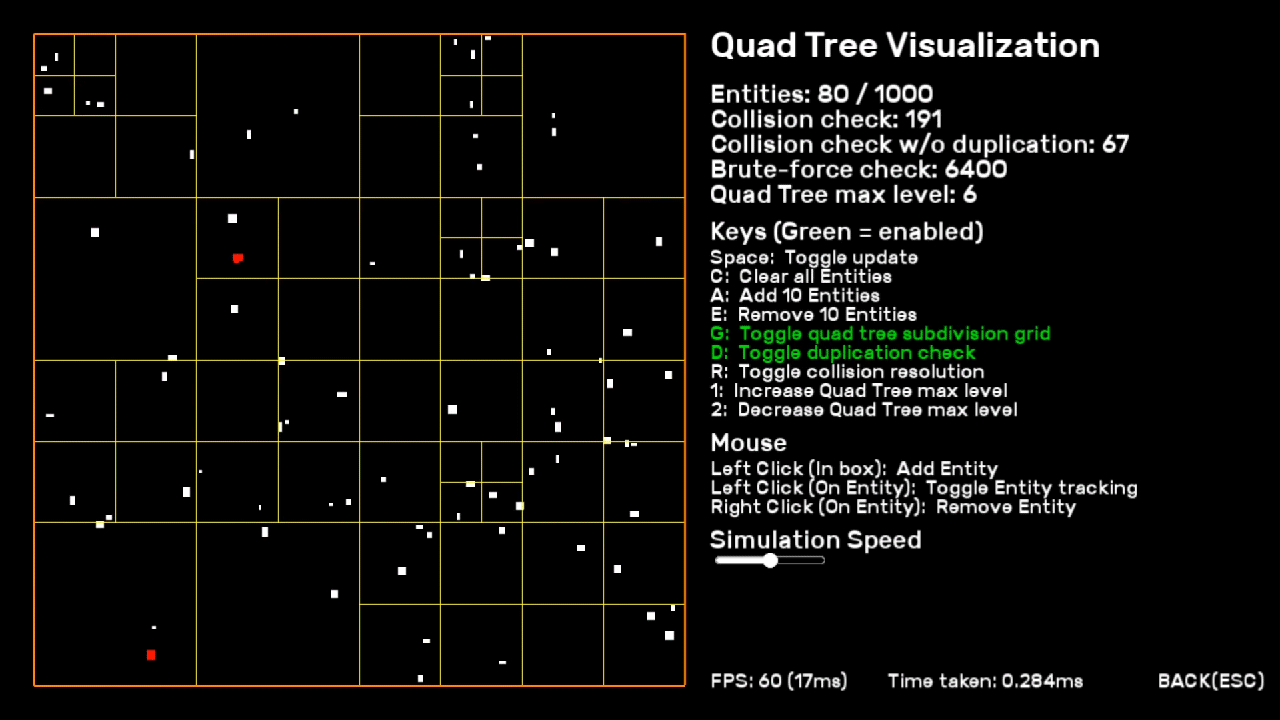 Quad Tree Visualization
Entities: 80 / 1000
Collision check: 191
Collision check w/o duplication: 67
Brute-force check: 6400
Quad Tree max level: 6
Keys (Green = enabled)
Space: Toggle update
C: Clear all Entities
A: Add 10 Entities
E: Remove 10 Entities
G: Toggle quad tree subdivision grid
D: Toggle duplication check
R: Toggle collision resolution
1: Increase Quad Tree max level
2: Decrease Quad Tree max level
Mouse
Left Click (In box): Add Entity
Left Click (On Entity): Toggle Entity tracking
Right Click (On Entity): Remove Entity
Simulation Speed
FPS: 60 (17ms) Time taken: 0.284ms BACK(ESC)